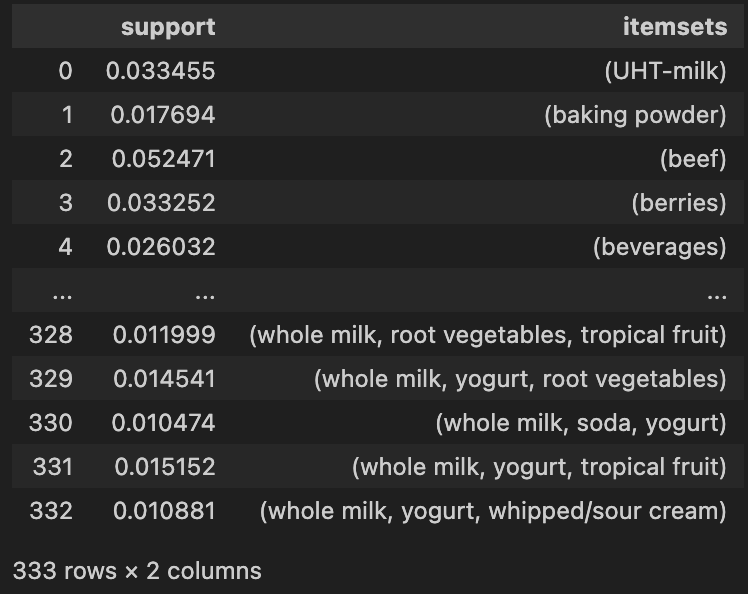 support itemsets
0 0.033455 (UHT-milk)
1 0.017694 (baking powder)
2 0.052471 (beef)
3 0.033252 (berries)
4 0.026032 (beverages)
... ... ...
328 0.011999 (whole milk, root vegetables, tropical fruit)
329 0.014541 (whole milk, yogurt, root vegetables)
330 0.010474 (whole milk, soda, yogurt)
331 0.015152 (whole milk, yogurt, tropical fruit)
332 0.010881 (whole milk, yogurt, whipped/sour cream)
333 rows × 2 columns